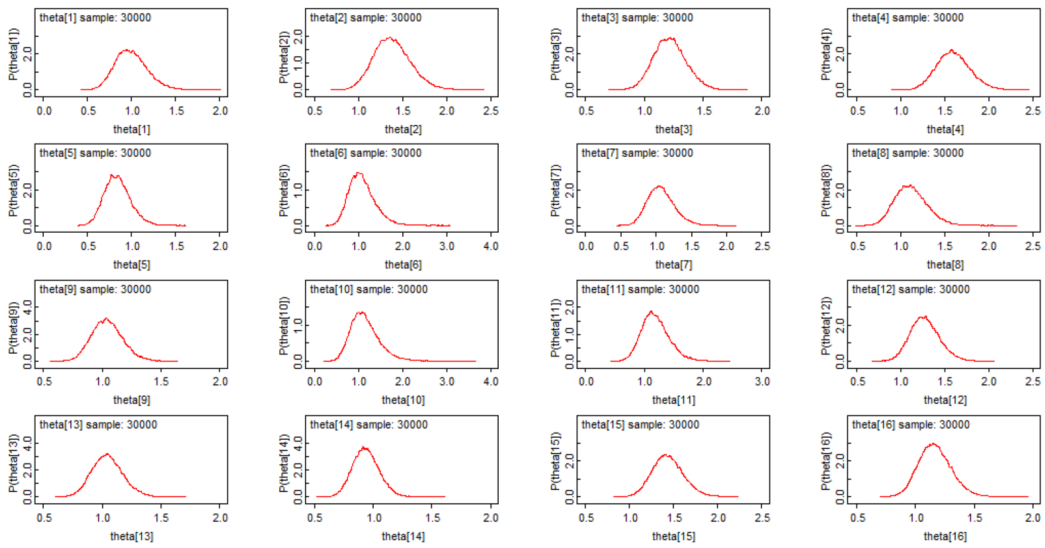 theta[1] sample: 30000
P(theta[1])
0.0 2.0
0.0 0.5 1.0 1.5 2.0
theta[1]
theta[2] sample: 30000
P(theta[2])
0.0 1.0 2.0
0.5 1.0 1.5 2.0 2.5
theta[2]
theta[3] sample: 30000
P(theta[3])
0.0 2.0
0.5 1.0 1.5 2.0
theta[3]
theta[4] sample: 30000
P(theta[4])
0.0 2.0
0.5 1.0 1.5 2.0 2.5
theta[4]
theta[5] sample: 30000
P(theta[5])
0.0 2.0
0.0 0.5 1.0 1.5 2.0
theta[5]
theta[6] sample: 30000
P(theta[6])
0.0 1.0
0.0 1.0 2.0 3.0 4.0
theta[6]
theta[7] sample: 30000
P(theta[7])
0.0 2.0
0.0 0.5 1.0 1.5 2.0 2.5
theta[7]
theta[8] sample: 30000
P(theta[8])
0.0 2.0
0.5 1.0 1.5 2.0 2.5
theta[8]
theta[9] sample: 30000
P(theta[9])
0.0 2.0 4.0
0.5 1.0 1.5 2.0
theta[9]
theta[10] sample: 30000
P(theta[10])
0.0 1.0
0.0 1.0 2.0 3.0 4.0
theta[10]
theta[11] sample: 30000
P(theta[11])
0.0 1.0 2.0
0.0 1.0 2.0 3.0
theta[11]
theta[12] sample: 30000
P(theta[12])
0.0 2.0
0.5 1.0 1.5 2.0 2.5
theta[12]
theta[13] sample: 30000
P(theta[13])
0.0 2.0 4.0
0.5 1.0 1.5 2.0
theta[13]
theta[14] sample: 30000
P(theta[14])
0.0 2.0 4.0
0.5 1.0 1.5 2.0
theta[14]
theta[15] sample: 30000
P(theta[15])
0.0 2.0
0.5 1.0 1.5 2.0 2.5
theta[15]
theta[16] sample: 30000
P(theta[16])
0.0 2.0
0.5 1.0 1.5 2.0
theta[16]